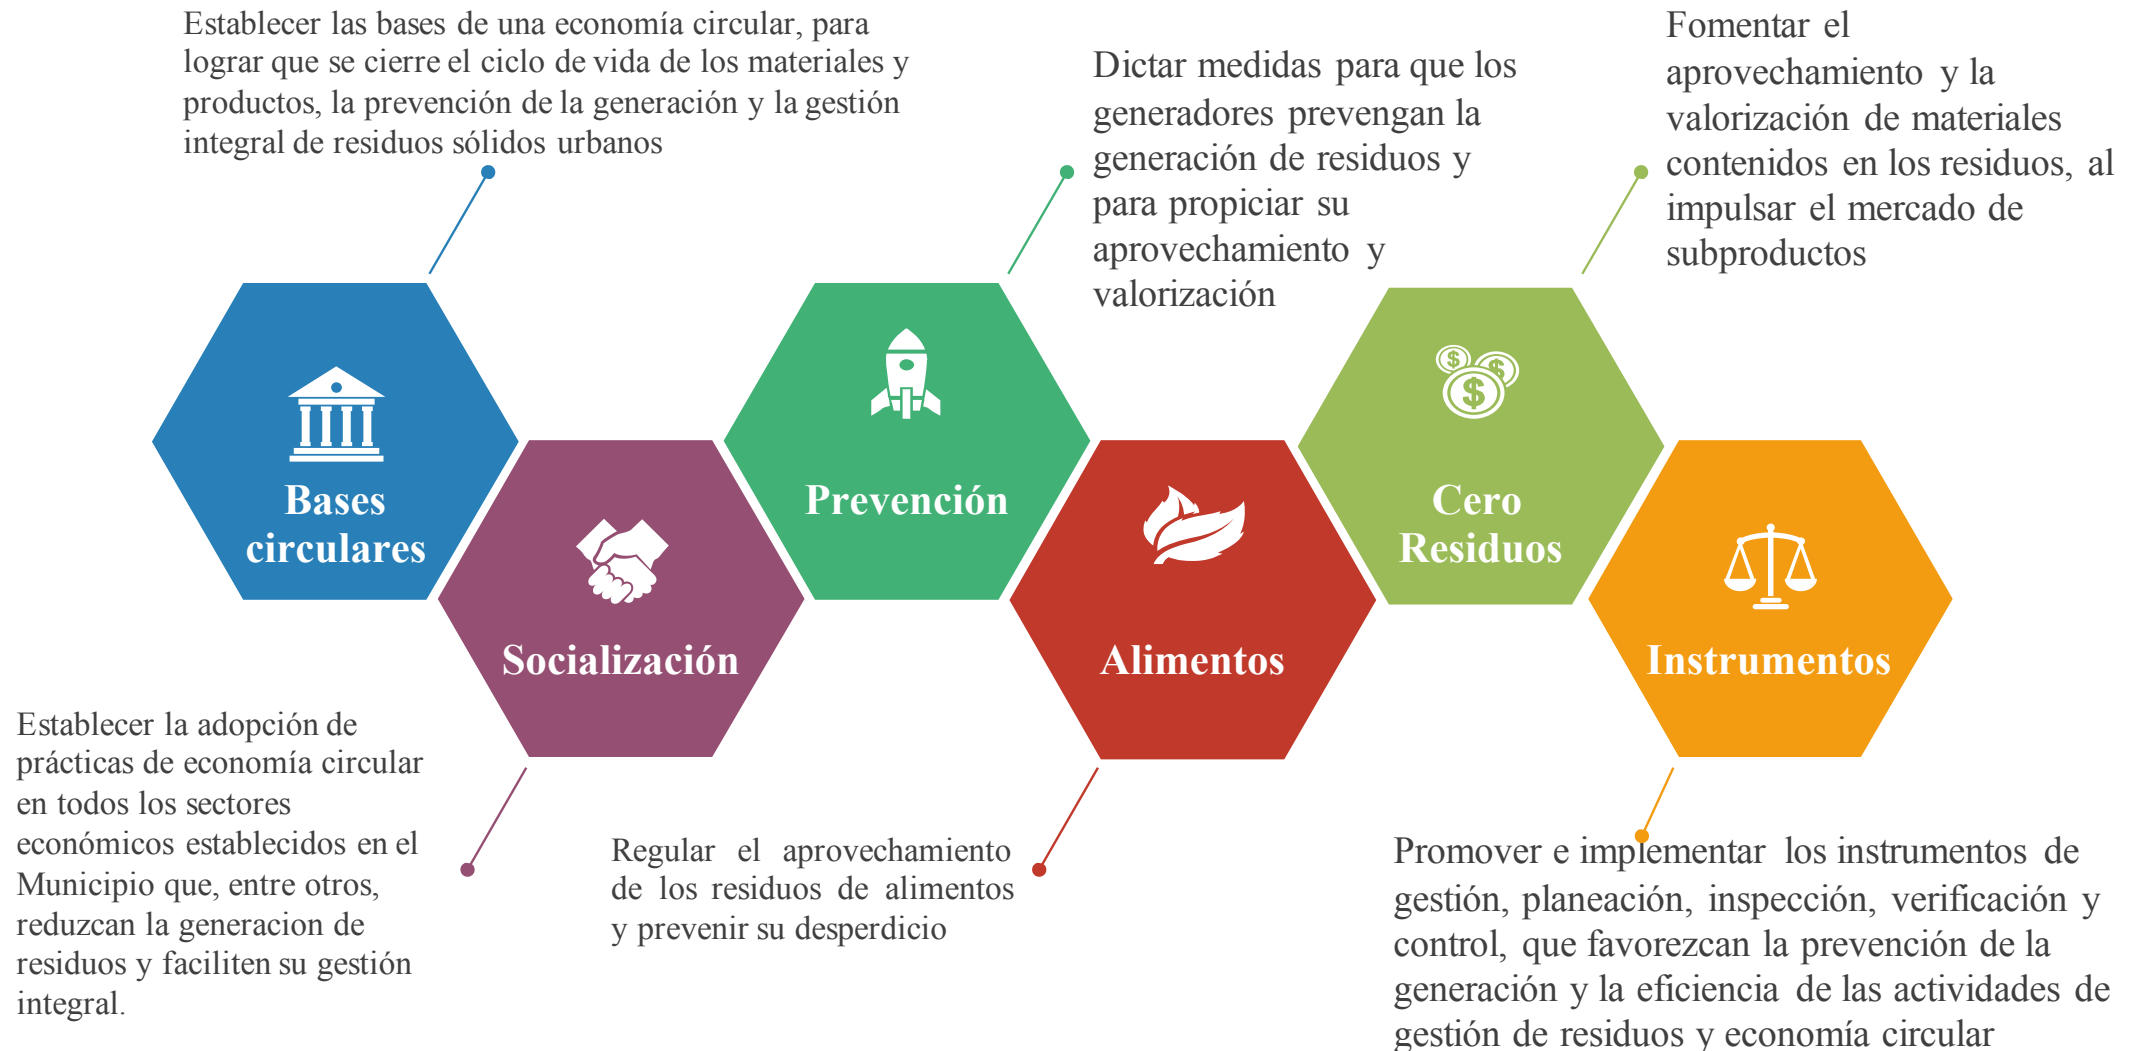 Establecer las bases de una economía circular, para
lograr que se cierre el ciclo de vida de los materiales y
productos, la prevención de la generación y la gestión
integral de residuos sólidos urbanos
Dictar medidas para que los
generadores prevengan la
generación de residuos y
para propiciar su
aprovechamiento y
valorización
Fomentar el
aprovechamiento y la
valorización de materiales
contenidos en los residuos, al
impulsar el mercado de
subproductos
Bases
circulares
Socialización
Prevención
Alimentos
$ $ $
Cero
Residuos
Instrumentos
Establecer la adopción de
prácticas de economía circular
en todos los sectores
económicos establecidos en el
Municipio que, entre otros,
reduzcan la generacion de
residuos y faciliten su gestión
integral.
Regular el aprovechamiento
de los residuos de alimentos
y prevenir su desperdicio
Promover e implementar los instrumentos de
gestión, planeación, inspección, verificación y
control, que favorezcan la prevención de la
generación y la eficiencia de las actividades de
gestión de residuos y economía circular